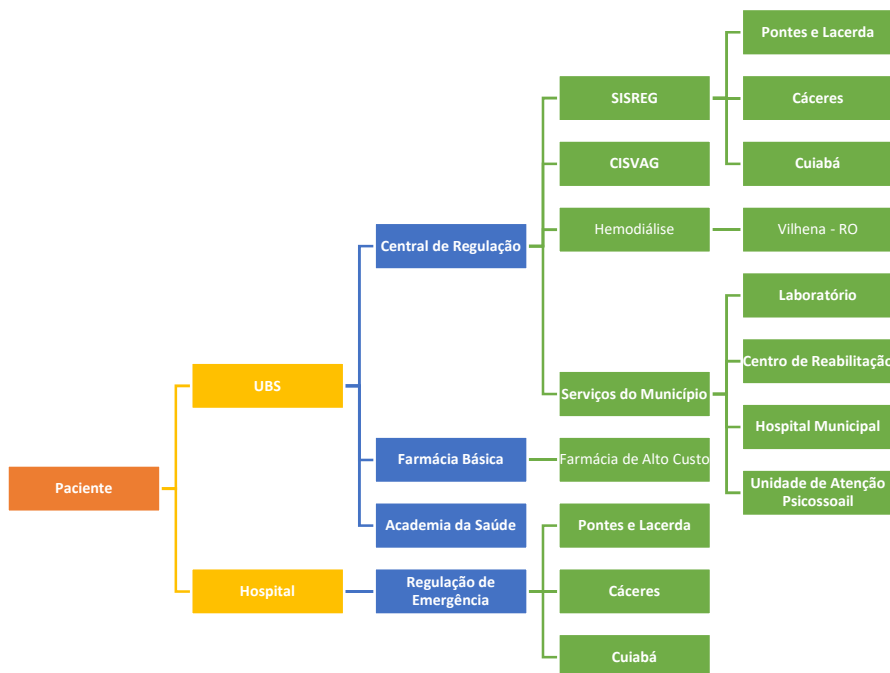 Pontes e Lacerda
SISREG
Cáceres
CISVAG
Cuiabá
Central de Regulação
Hemodiálise
Vilhena - RO
Laboratório
UBS
Centro de Reabilitação
Serviços do Município
Hospital Municipal
Farmácia Básica
Farmácia de Alto Custo
Paciente
Unidade de Atenção
Psicossoail
Academia da Saúde
Pontes e Lacerda
Hospital
Regulação de
Emergência
Cáceres
Cuiabá